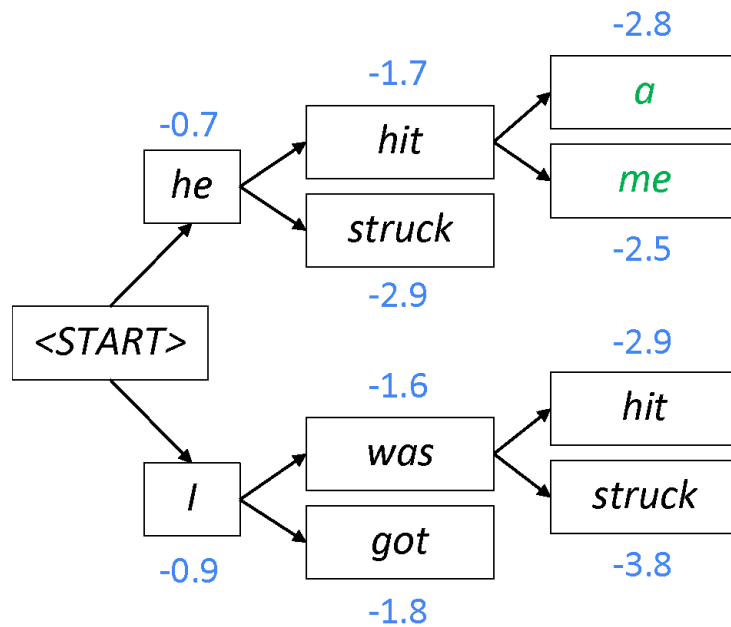 -2.8
-1.7
a
-0.7
hit
he
me
struck
-2.5
-2.9
<START>
-2.9
-1.6
hit
was
I
struck
got
-0.9
-3.8
-1.8